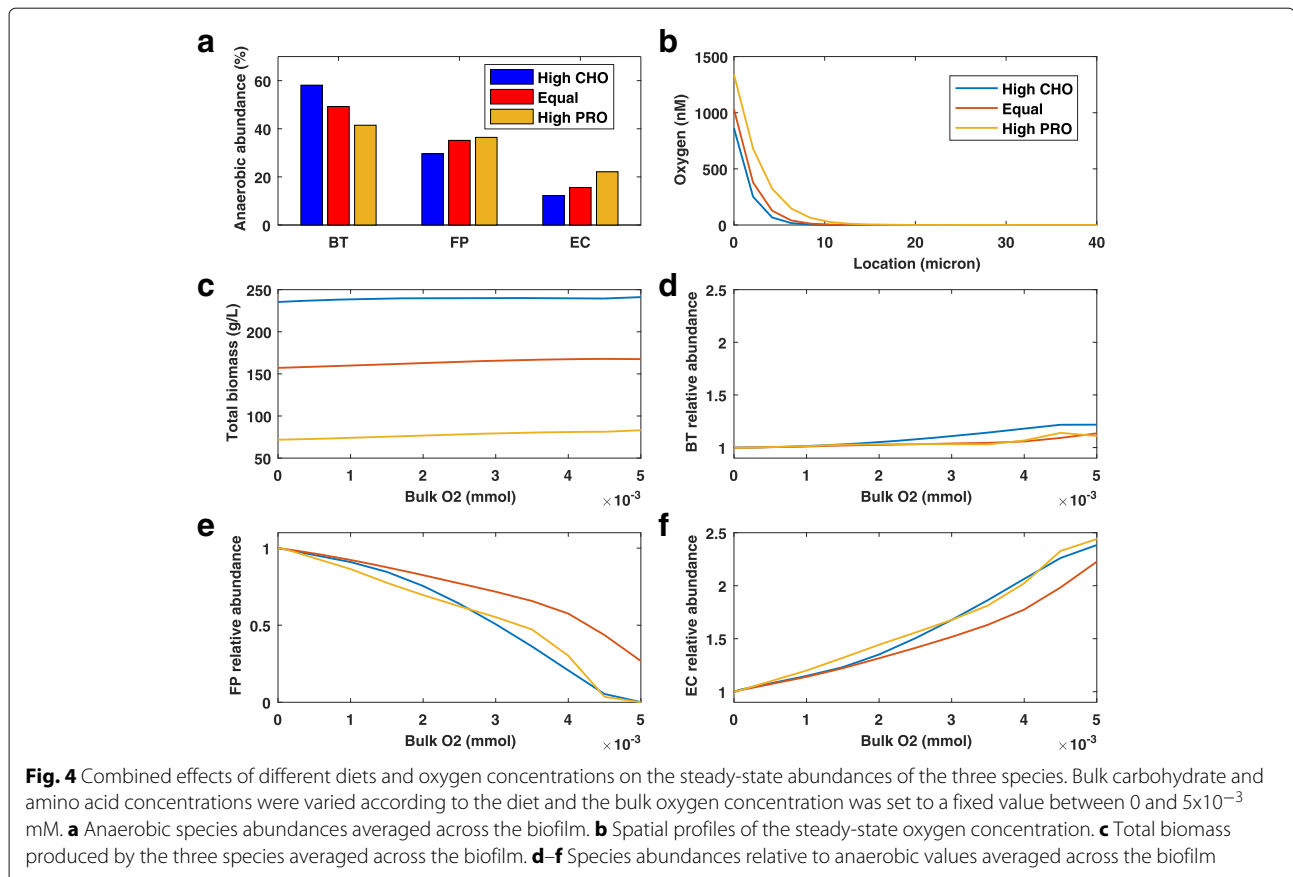 a
Anaerobic abundance (%)
60
40
20
0
BT
FP
EC
High CHO
Equal
High PRO
b
Oxygen (nM)
1500
1000
500
0
0
10
20
30
40
Location (micron)
High CHO
Equal
High PRO
c
Total biomass (g/L)
250
200
150
100
50
0
1
2
3
4
5
Bulk O2 (mmol)
×10⁻³
d
BT relative abundance
2.5
2
1.5
1
0
1
2
3
4
5
Bulk O2 (mmol)
×10⁻³
e
FP relative abundance
1
0.5
0
0
1
2
3
4
5
Bulk O2 (mmol)
×10⁻³
f
EC relative abundance
2.5
2
1.5
1
0
1
2
3
4
5
Bulk O2 (mmol)
×10⁻³
Fig. 4 Combined effects of different diets and oxygen concentrations on the steady-state abundances of the three species. Bulk carbohydrate and
amino acid concentrations were varied according to the diet and the bulk oxygen concentration was set to a fixed value between 0 and 5x10⁻³
mM. a Anaerobic species abundances averaged across the biofilm. b Spatial profiles of the steady-state oxygen concentration. c Total biomass
produced by the three species averaged across the biofilm. d–f Species abundances relative to anaerobic values averaged across the biofilm